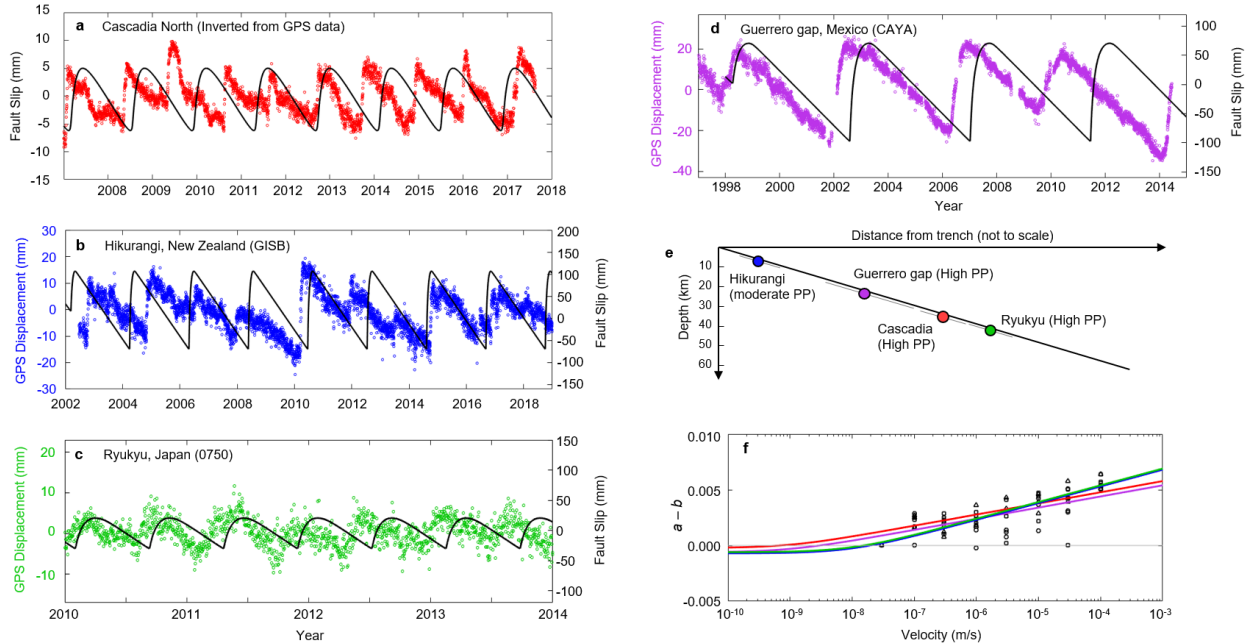 a Cascadia North (Inverted from GPS data)
Fault Slip (mm)
15
10
5
0
-5
-9
15
2008 2009 2010 2011 2012 2013 2014 2015 2016 2017 2018
15
10
5
0
-5
-10
-15
b Hikurangi, New Zealand (GISB)
GPS Displacement (mm)
30
20
10
0
-10
-20
-30
2002 2004 2006 2008 2010 2012 2014 2016 2018
200
150
100
50
0
-50
-100
-150
Fault Slip (mm)
c Ryukyu, Japan (0750)
GPS Displacement (mm)
20
10
0
-10
2010 2011 2012 2013 2014
Year
150
100
50
0
-50
-100
Fault Slip (mm)
d Guerrero gap, Mexico (CAYA)
GPS Displacement (mm)
20
0
-20
-40
1998 2000 2002 2004 2006 2008 2010 2012 2014
Year
100
50
0
-50
-100
-150
Fault Slip (mm)
e
Distance from trench (not to scale)
Depth (km)
10
20
30
40
50
60
Hikurangi
(moderate PP)
Guerrero gap (High PP)
Cascadia
(High PP)
Ryukyu (High PP)
f
a – b
0.010
0.005
0.000
-0.005
10⁻¹⁰ 10⁻⁹ 10⁻⁸ 10⁻⁷ 10⁻⁶ 10⁻⁵ 10⁻⁴ 10⁻³
Velocity (m/s)